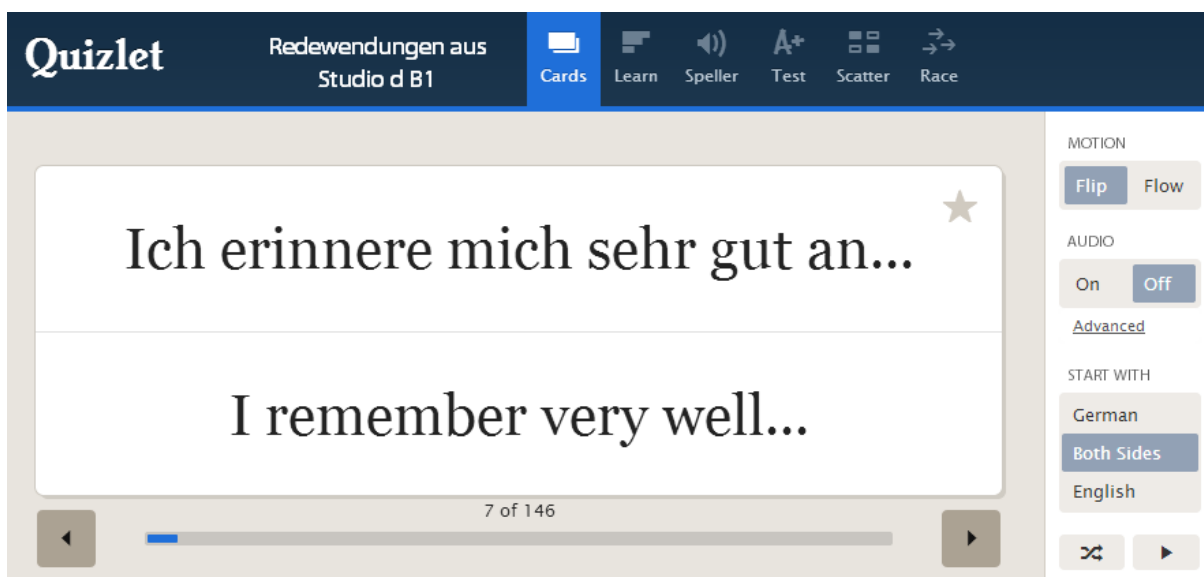 Quizlet
Redewendungen aus
Studio d B1
Cards
Learn
Speller
Test
Scatter
Race
A+
Ich erinnere mich sehr gut an...
I remember very well...
7 of 146
MOTION
Flip Flow
AUDIO
On Off
Advanced
START WITH
German
Both Sides
English